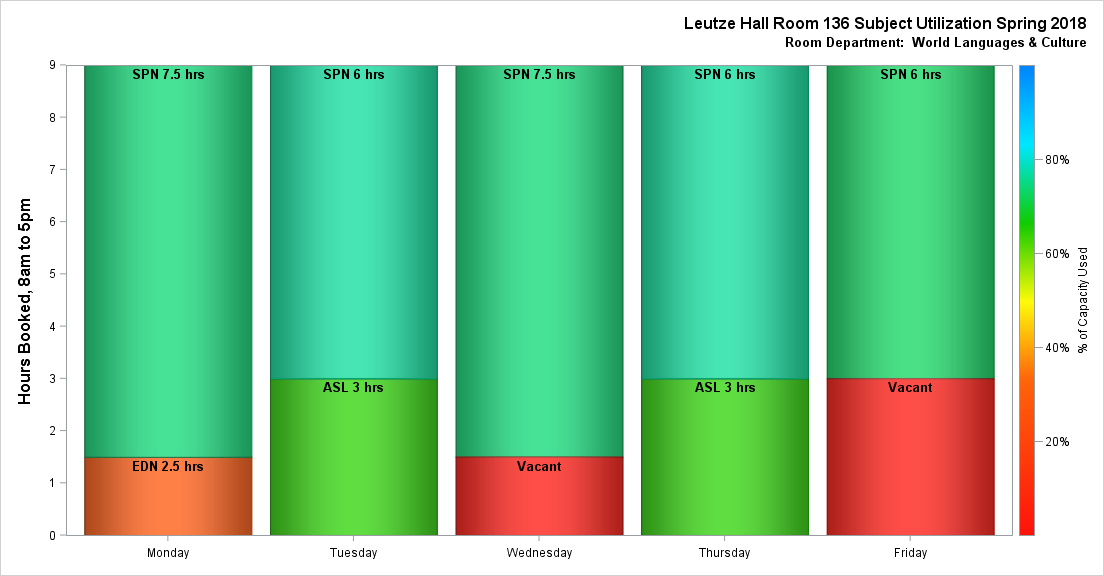 Leutze Hall Room 136 Subject Utilization Spring 2018
Room Department: World Languages & Culture
Hours Booked, 8am to 5pm
9
8
7
6
5
4
3
2
1
0
SPN 7.5 hrs
EDN 2.5 hrs
SPN 6 hrs
ASL 3 hrs
SPN 7.5 hrs
Vacant
SPN 6 hrs
ASL 3 hrs
SPN 6 hrs
Vacant
Monday
Tuesday
Wednesday
Thursday
Friday
80%
60%
40%
20%
% of Capacity Used